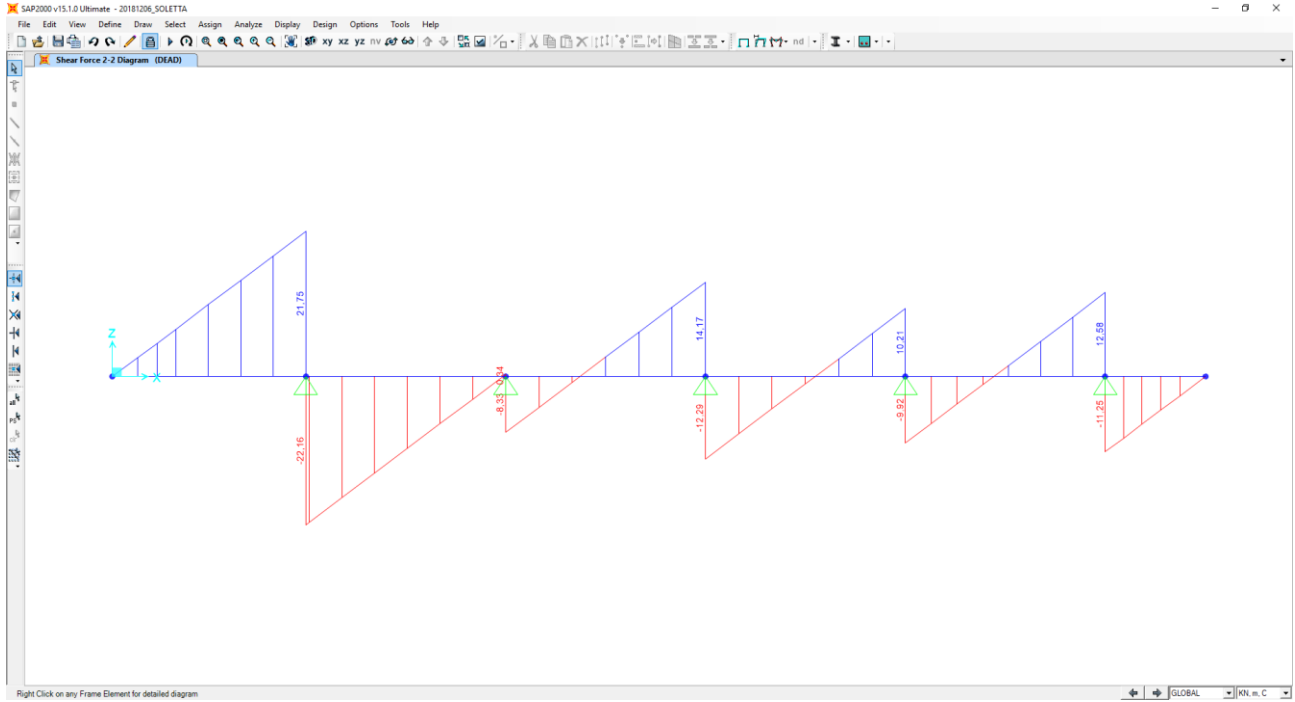 SAP2000 v15.1.0 Ultimate - 20181206_SOLETTA
File Edit View Define Draw Select Assign Analyze Display Design Options Tools Help
xy xz yz nv nd
Shear Force 2-2 Diagram (DEAD)
Z
X
21,75
-22,16
0,34
-8,33
14,17
-12,29
10,21
-9,92
12,58
-11,25
Right Click on any Frame Element for detailed diagram
GLOBAL KN, m, C